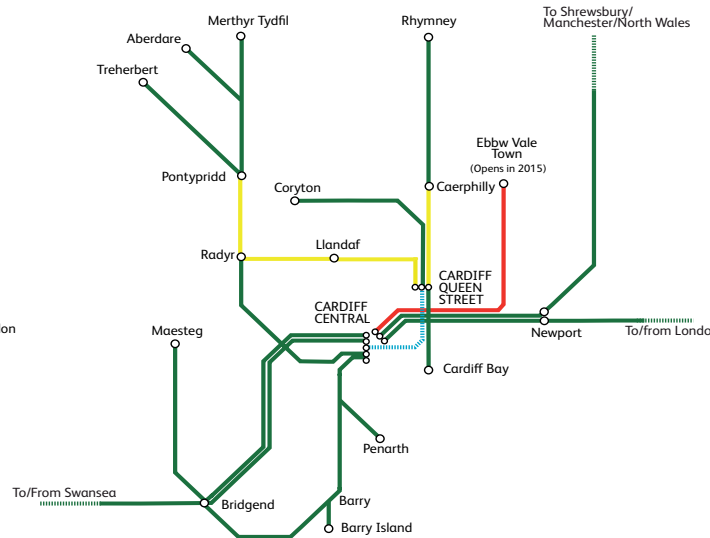 To Shrewsbury/
Manchester/North Wales
Merthyr Tydfil
Rhymney
Aberdare
Treherbert
Ebbw Vale
Town
(Opens in 2015)
Pontypridd
Coryton
Caerphilly
Radyr
Llandaf
CARDIFF
QUEEN
STREET
CARDIFF
CENTRAL
don
Maesteg
Newport
To/from Londo
Cardiff Bay
Penarth
To/From Swansea
Bridgend
Barry
Barry Island